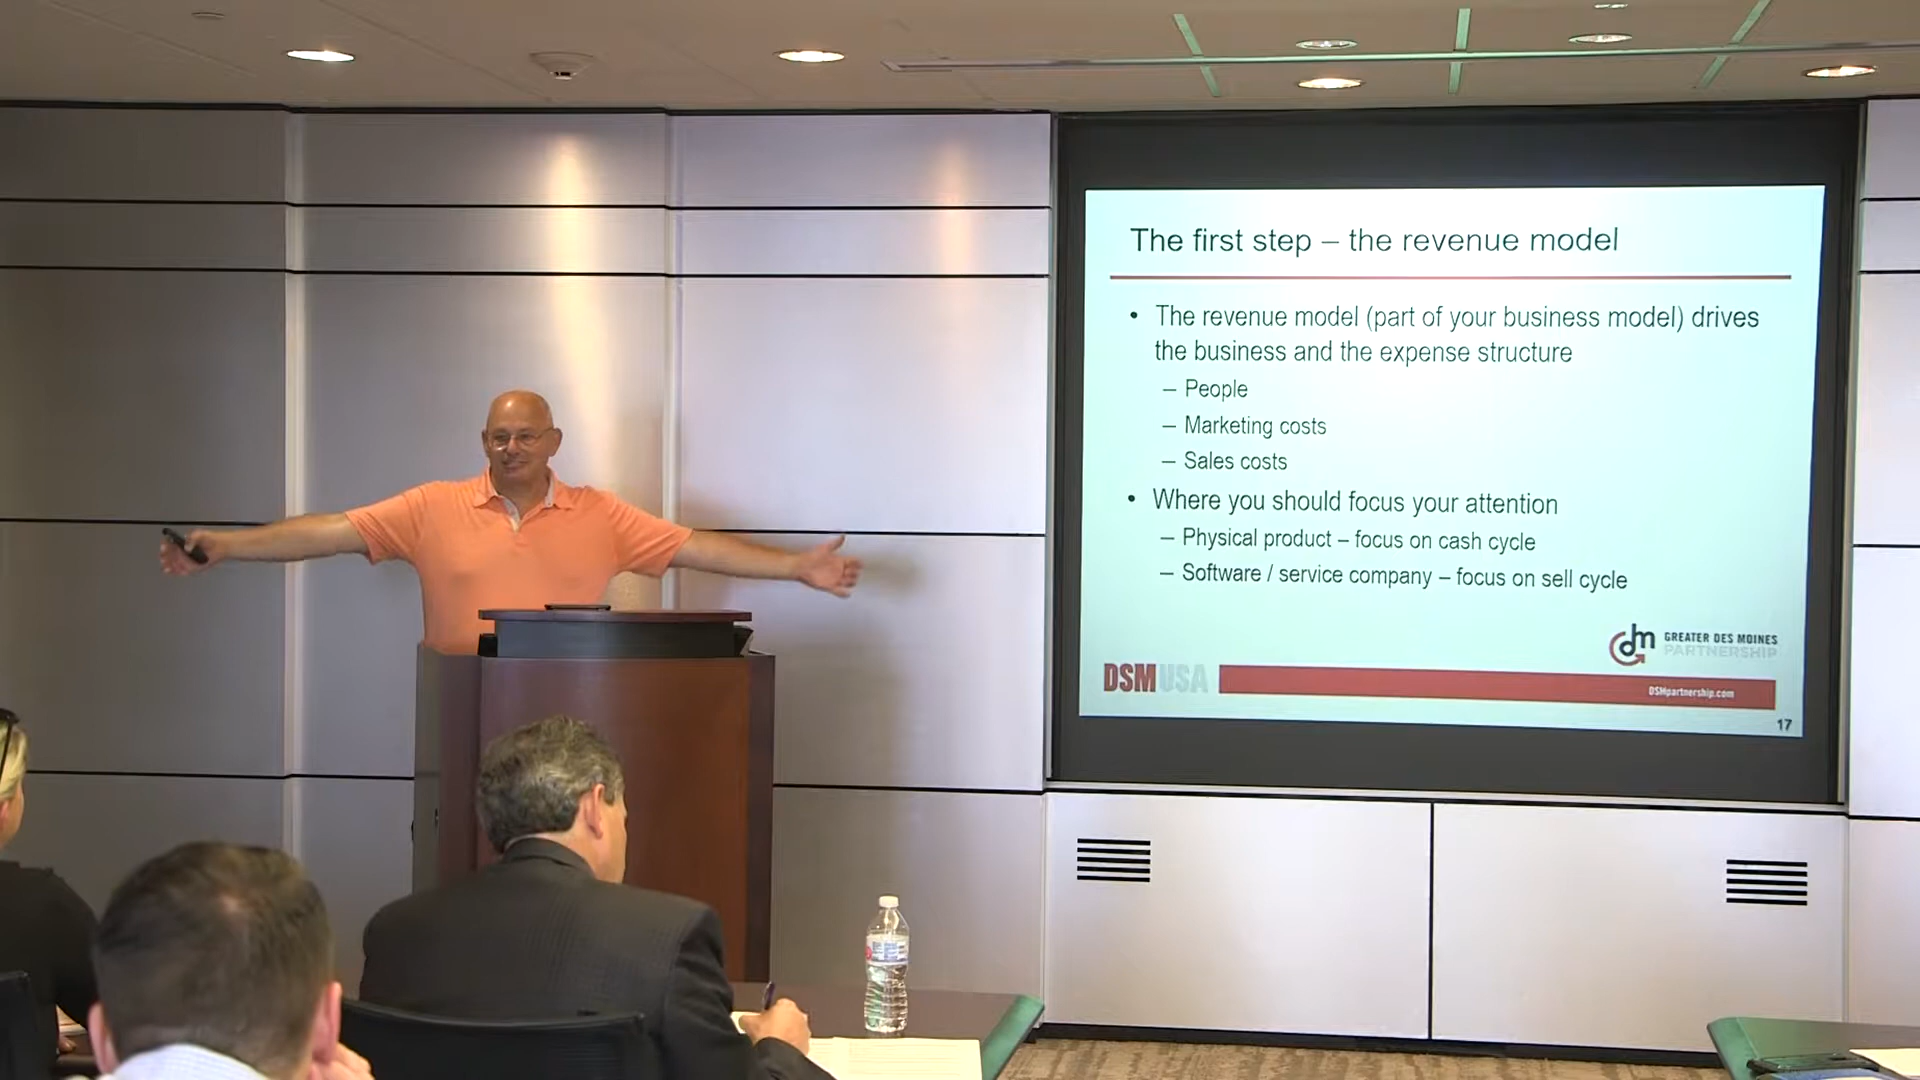 The first step – the revenue model
• The revenue model (part of your business model) drives
the business and the expense structure
– People
– Marketing costs
– Sales costs
• Where you should focus your attention
– Physical product – focus on cash cycle
– Software / service company – focus on sell cycle
dm GREATER DES MOINES
PARTNERSHIP
DSM USA
DSMpartnership.com
17